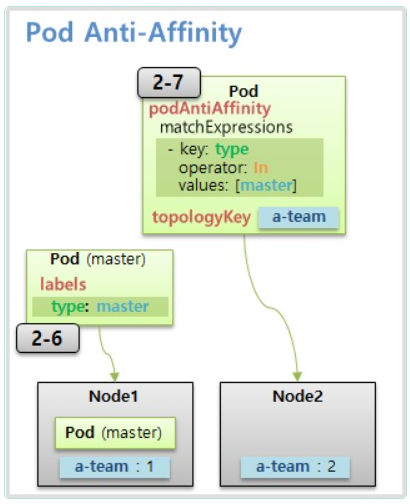 Pod Anti-Affinity
2-7
Pod
podAntiAffinity
matchExpressions
- key: type
operator: In
values: [master]
topologyKey a-team
Pod (master)
labels
type: master
2-6
Node1
Pod (master)
a-team : 1
Node2
a-team : 2